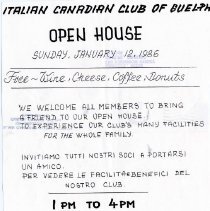 ITALIAN CANADIAN CLUB OF GUELPH
OPEN HOUSE
SUNDAY, JANUARY 12, 1986
Free ~ Wine, Cheese, Coffee, Donuts
WE WELCOME ALL MEMBERS TO BRING
A FRIEND TO OUR OPEN HOUSE
TO EXPERIENCE OUR CLUB'S MANY FACILITIES
FOR THE WHOLE FAMILY.
INVITIAMO TUTTI NOSTRI SOCI A PORTARSI
UN AMICO.
PER VEDERE LE FACILITÀ & BENEFICI DEL
NOSTRO CLUB
1 PM TO 4 PM